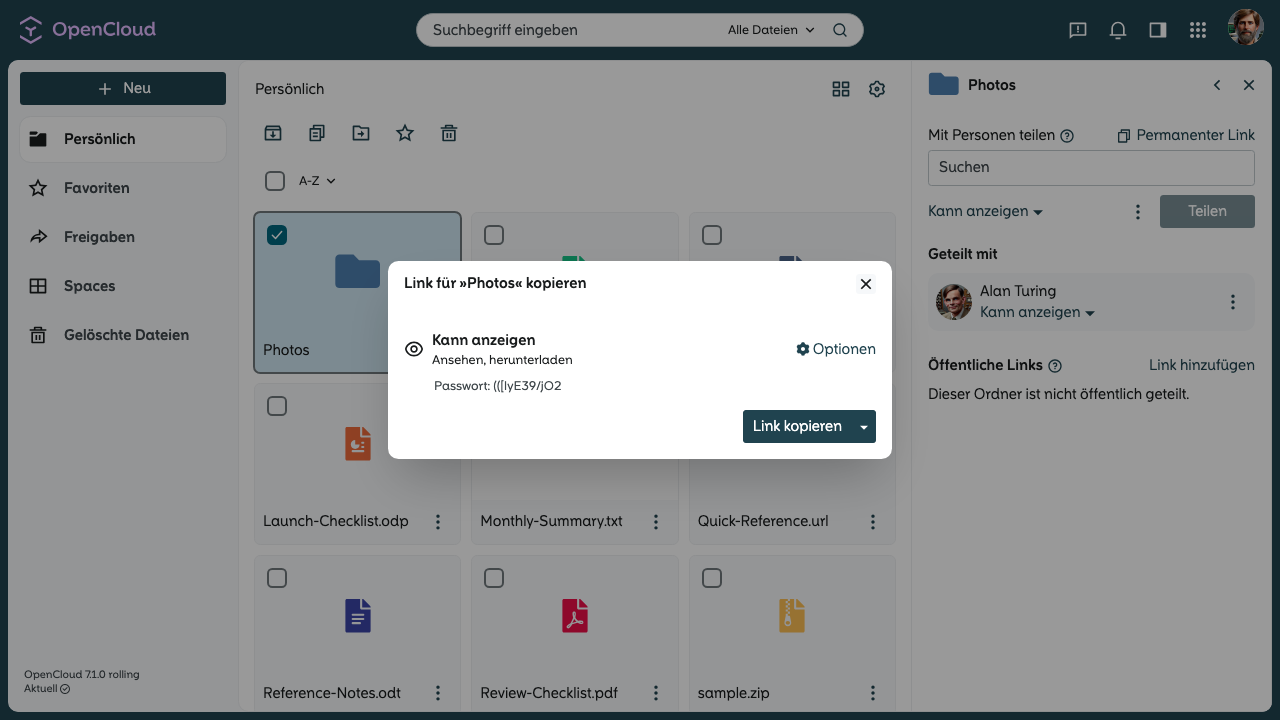 OpenCloud
Suchbegriff eingeben
Alle Dateien
Neu
Persönlich
Favoriten
Freigaben
Spaces
Gelöschte Dateien
OpenCloud 7.1.0 rolling
Aktuell
Persönlich
A-Z
Photos
Launch-Checklist.odp
Monthly-Summary.txt
Quick-Reference.url
Reference-Notes.odt
Review-Checklist.pdf
sample.zip
Link für »Photos« kopieren
Kann anzeigen
Ansehen, herunterladen
Optionen
Passwort: (([lyE39/jO2
Link kopieren
Photos
Mit Personen teilen
Permanenter Link
Suchen
Kann anzeigen
Teilen
Geteilt mit
Alan Turing
Kann anzeigen
Öffentliche Links
Link hinzufügen
Dieser Ordner ist nicht öffentlich geteilt.